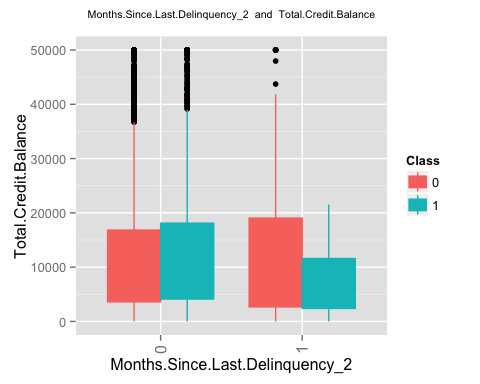 Months.Since.Last.Delinquency_2 and Total.Credit.Balance
50000
40000
30000
20000
10000
0
Total.Credit.Balance
0
1
Months.Since.Last.Delinquency_2
Class
0
1